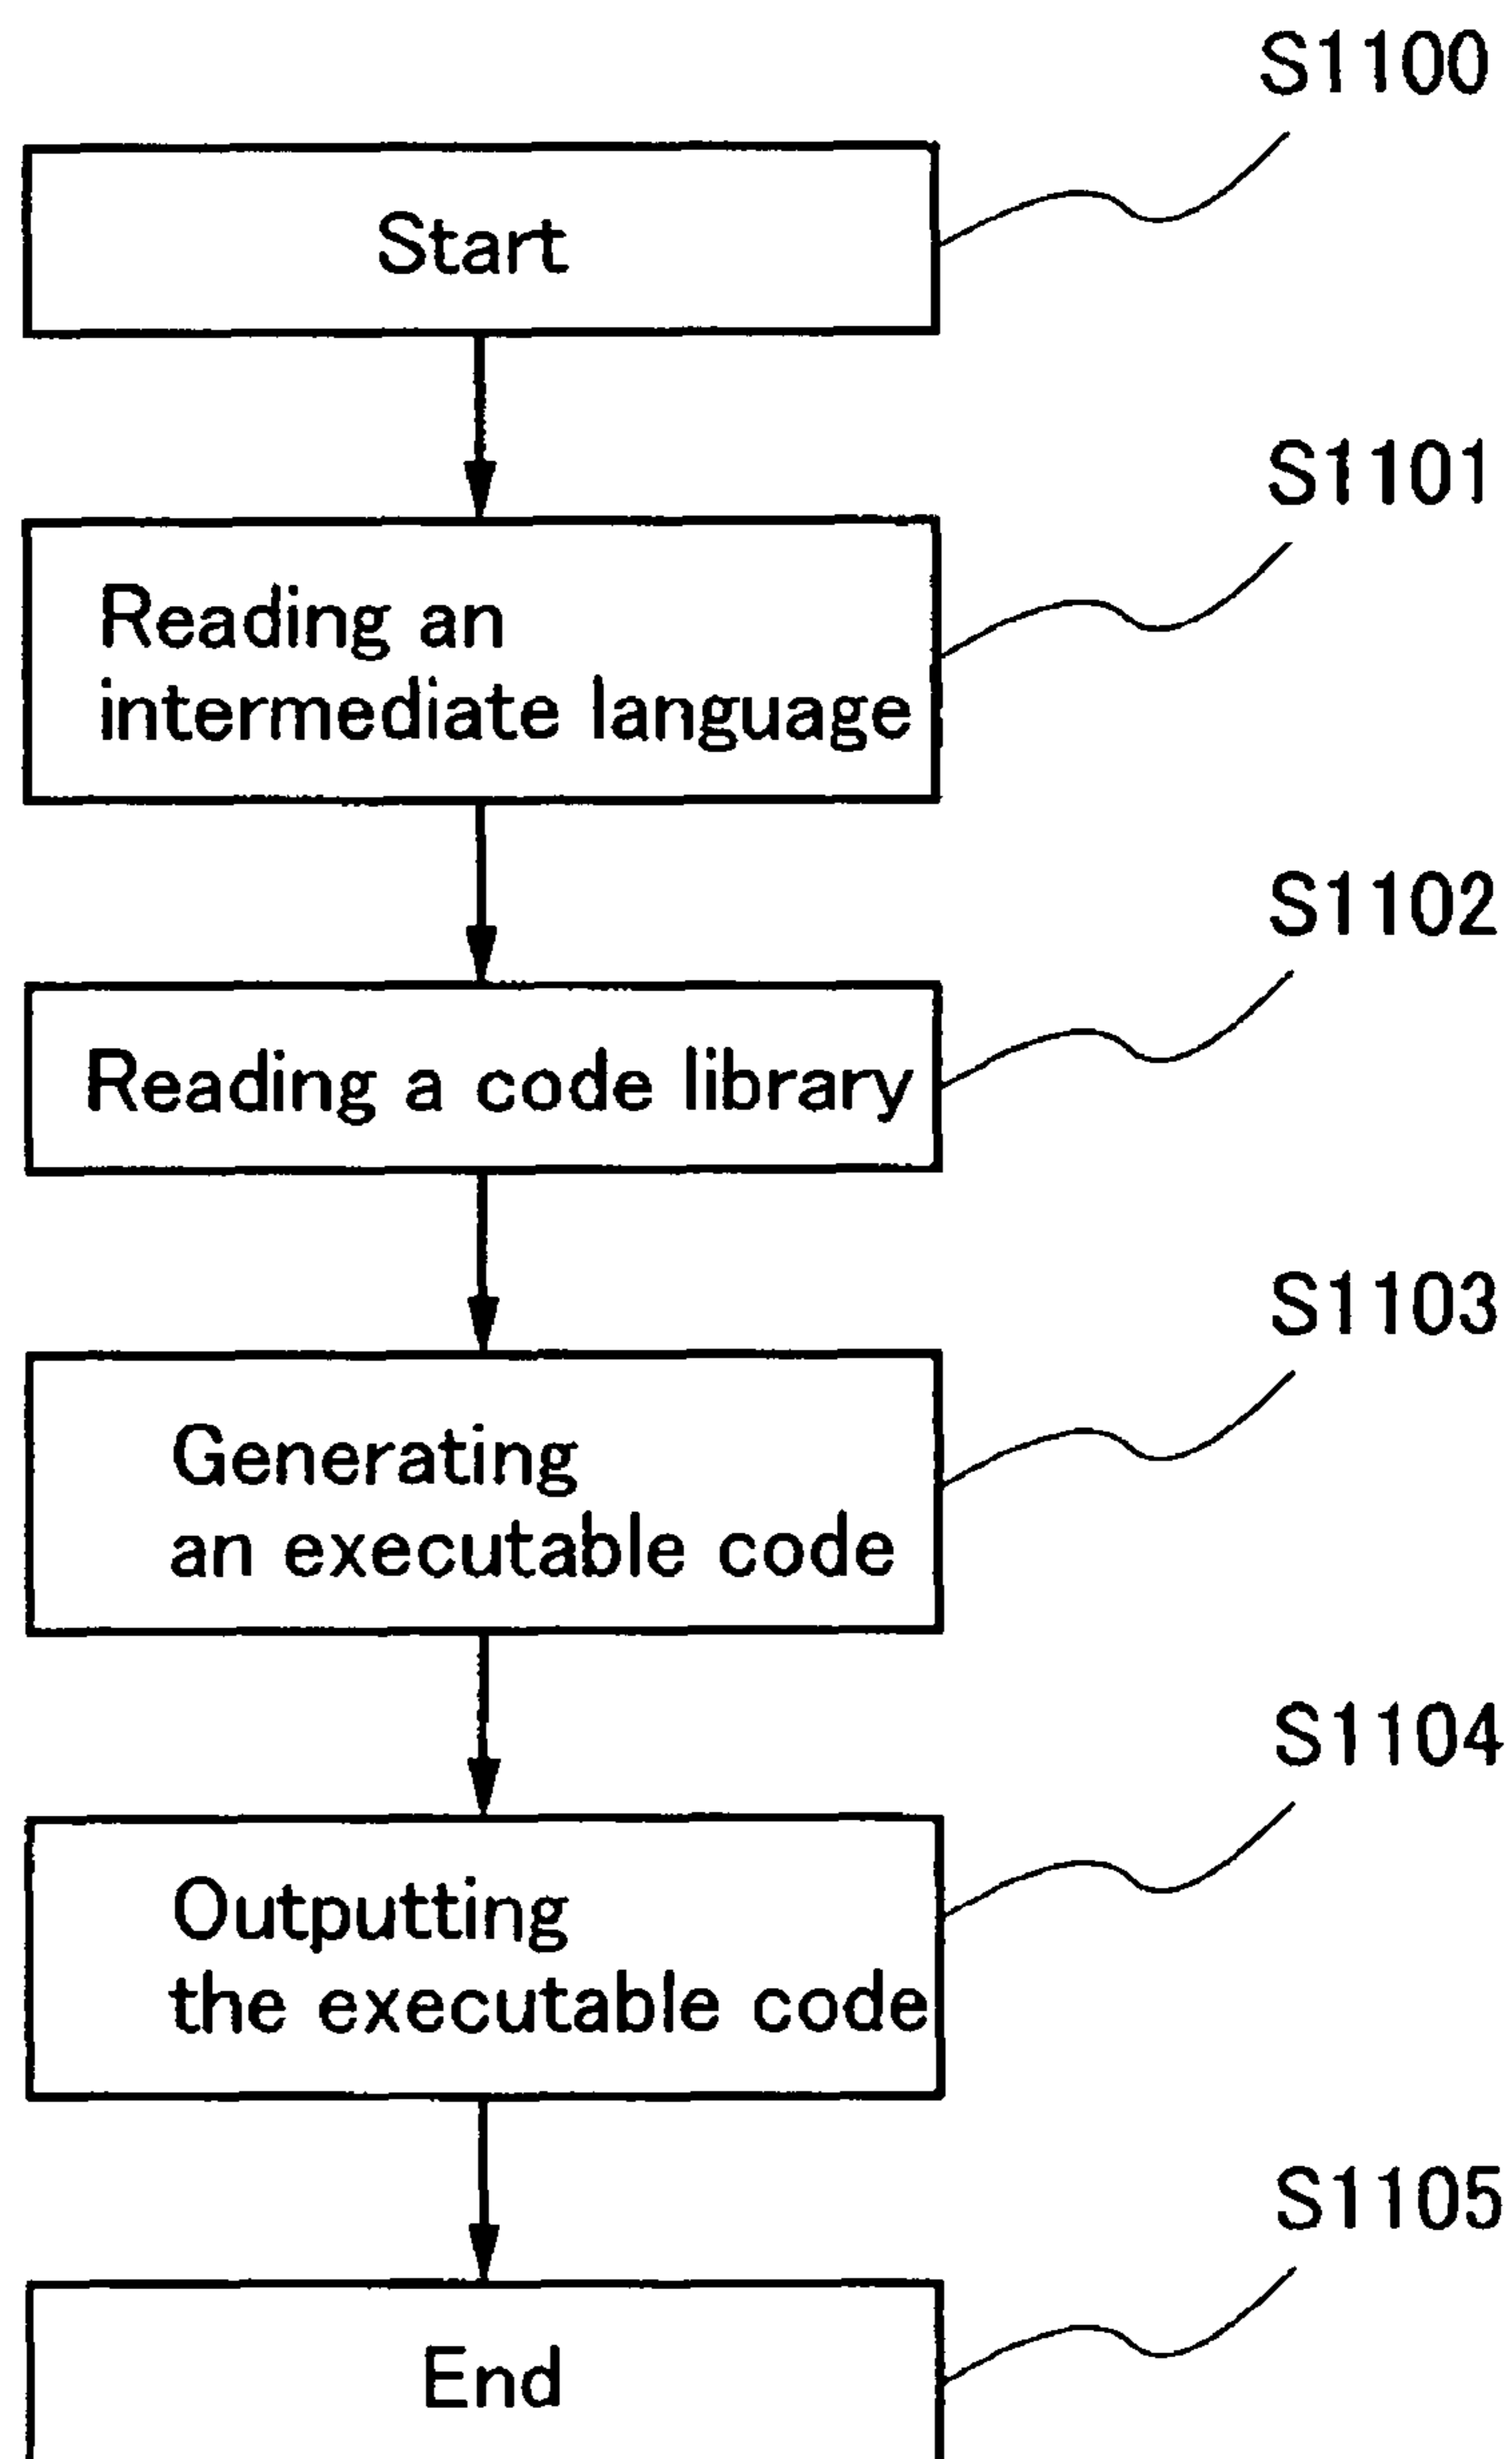 S1100
Start
S1101
Reading an
intermediate language
S1102
Reading a code library
S1103
Generating
an executable code
S1104
Outputting
the executable code
S1105
End